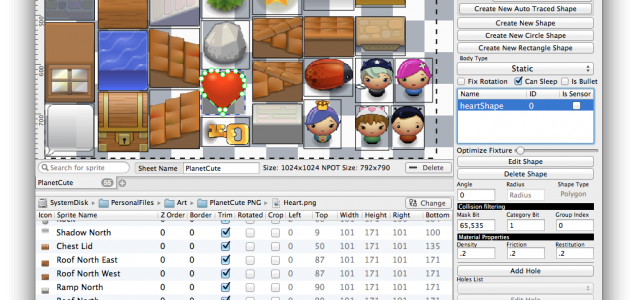 Create New Auto Traced Shape
Create New Shape
Create New Circle Shape
Create New Rectangle Shape
Body Type
Static
Fix Rotation Can Sleep Is Bullet
Name ID Is Sensor
heartShape 0
Optimize Fixture
Edit Shape
Delete Shape
Angle Radius Shape Type
0 Radius Polygon
Collision filtering
Mask Bit Category Bit Group Index
65,535 1 0
Material Properties
Density Friction Restitution
.2 .2 .2
Add Hole
Holes List
Edit Hole
600
700
Search for sprite Sheet Name PlanetCute Size: 1024x1024 NPOT Size: 792x790 Delete
PlanetCute 55
SystemDisk PersonalFiles Art PlanetCute PNG Heart.png Change
Icon Sprite Name Z Order Border Trim Rotated Crop Left Top Width Height Right Bottom
Shadow North 0 0 0 9 101 171 101 100
Chest Lid 0 0 0 50 101 171 101 135
Roof North East 0 0 0 87 101 171 101 171
Roof North West 0 0 0 87 101 171 101 171
Ramp North 0 0 0 90 101 171 101 171